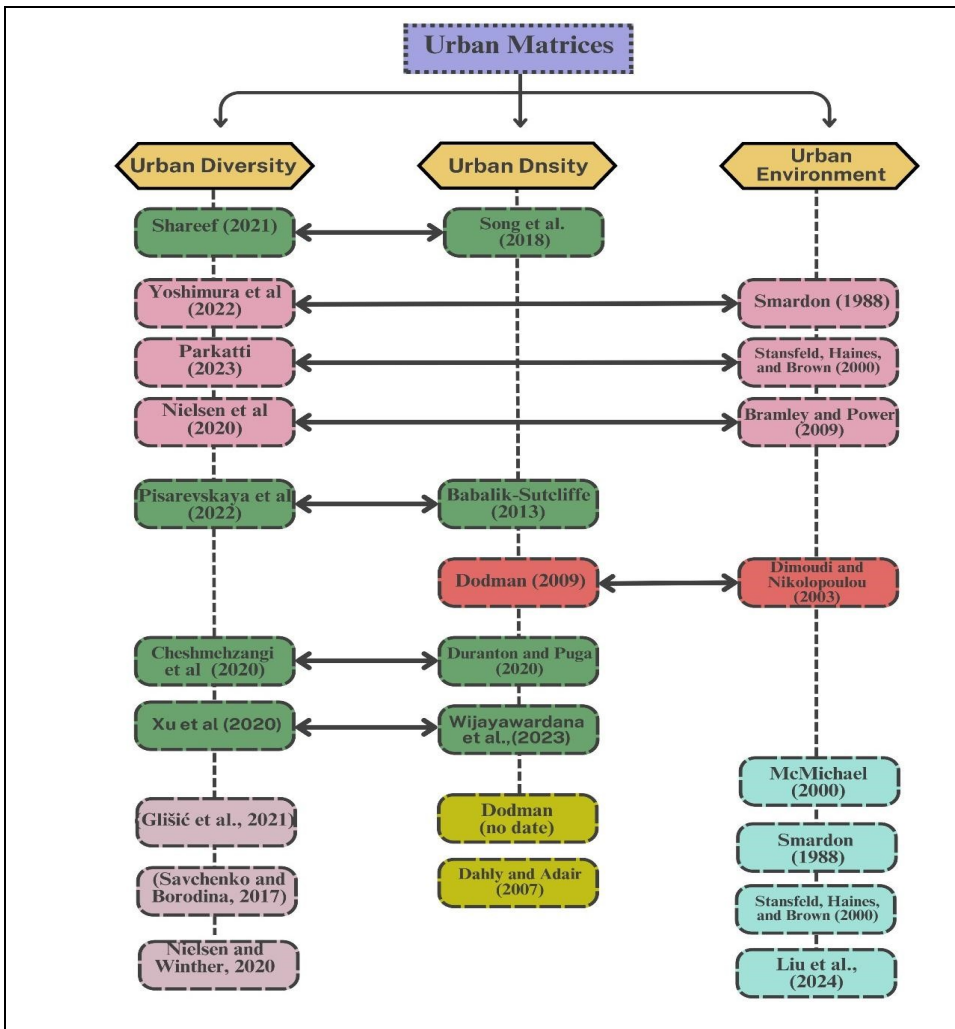 Urban Matrices
Urban Diversity
Urban Dnsity
Urban
Environment
Shareef (2021)
Song et al.
(2018)
Yoshimura et al
(2022)
Smardon (1988)
Parkatti
(2023)
Stansfeld, Haines,
and Brown (2000)
Nielsen et al
(2020)
Bramley and Power
(2009)
Pisarevskaya et al
(2022)
Babalik-Sutcliffe
(2013)
Dodman (2009)
Dimoudi and
Nikolopoulou
(2003)
Cheshmehzangi
et al (2020)
Duranton and Puga
(2020)
Xu et al (2020)
Wijayawardana
et al.,(2023)
McMichael
(2000)
Glišić et al., 2021)
Dodman
(no date)
Smardon
(1988)
(Savchenko and
Borodina, 2017)
Dahly and Adair
(2007)
Stansfeld, Haines,
and Brown (2000)
Nielsen and
Winther, 2020
Liu et al.,
(2024)